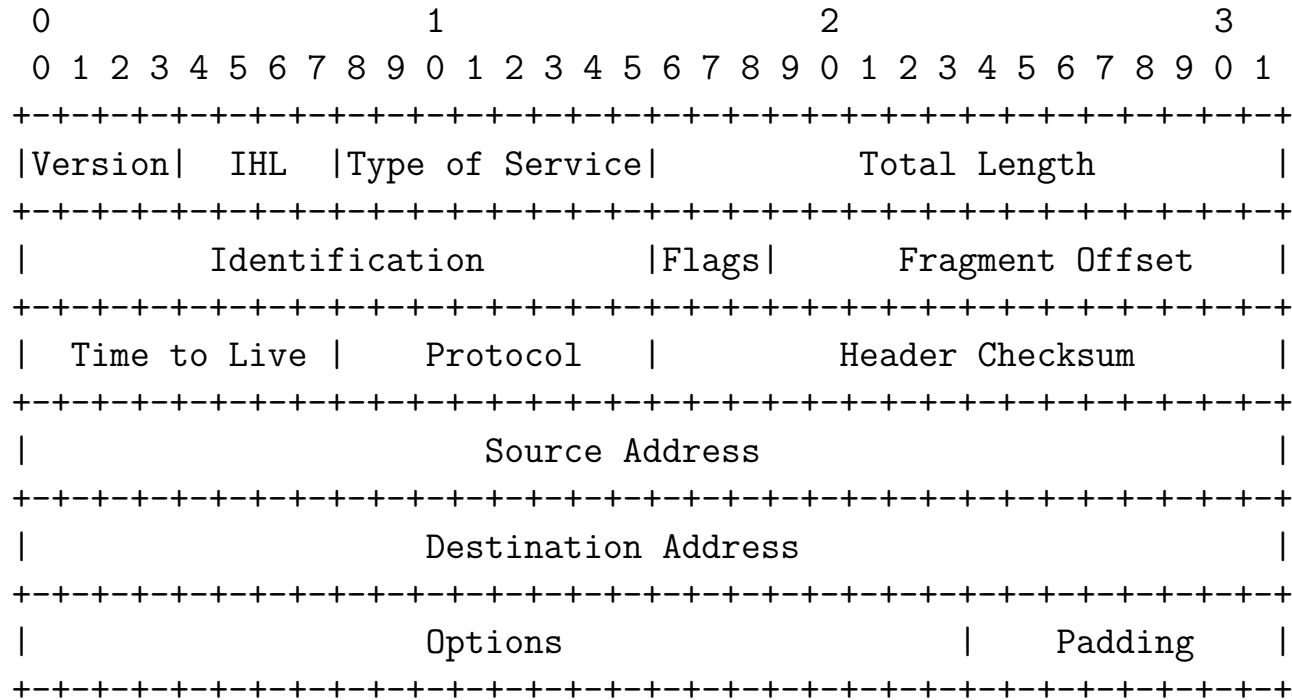 0                   1                   2                   3
 0 1 2 3 4 5 6 7 8 9 0 1 2 3 4 5 6 7 8 9 0 1 2 3 4 5 6 7 8 9 0 1
+-+-+-+-+-+-+-+-+-+-+-+-+-+-+-+-+-+-+-+-+-+-+-+-+-+-+-+-+-+-+-+-+
|Version|  IHL  |Type of Service|          Total Length         |
+-+-+-+-+-+-+-+-+-+-+-+-+-+-+-+-+-+-+-+-+-+-+-+-+-+-+-+-+-+-+-+-+
|         Identification        |Flags|      Fragment Offset    |
+-+-+-+-+-+-+-+-+-+-+-+-+-+-+-+-+-+-+-+-+-+-+-+-+-+-+-+-+-+-+-+-+
|  Time to Live |    Protocol   |         Header Checksum       |
+-+-+-+-+-+-+-+-+-+-+-+-+-+-+-+-+-+-+-+-+-+-+-+-+-+-+-+-+-+-+-+-+
|                       Source Address                          |
+-+-+-+-+-+-+-+-+-+-+-+-+-+-+-+-+-+-+-+-+-+-+-+-+-+-+-+-+-+-+-+-+
|                    Destination Address                        |
+-+-+-+-+-+-+-+-+-+-+-+-+-+-+-+-+-+-+-+-+-+-+-+-+-+-+-+-+-+-+-+-+
|                    Options                    |    Padding    |
+-+-+-+-+-+-+-+-+-+-+-+-+-+-+-+-+-+-+-+-+-+-+-+-+-+-+-+-+-+-+-+-+